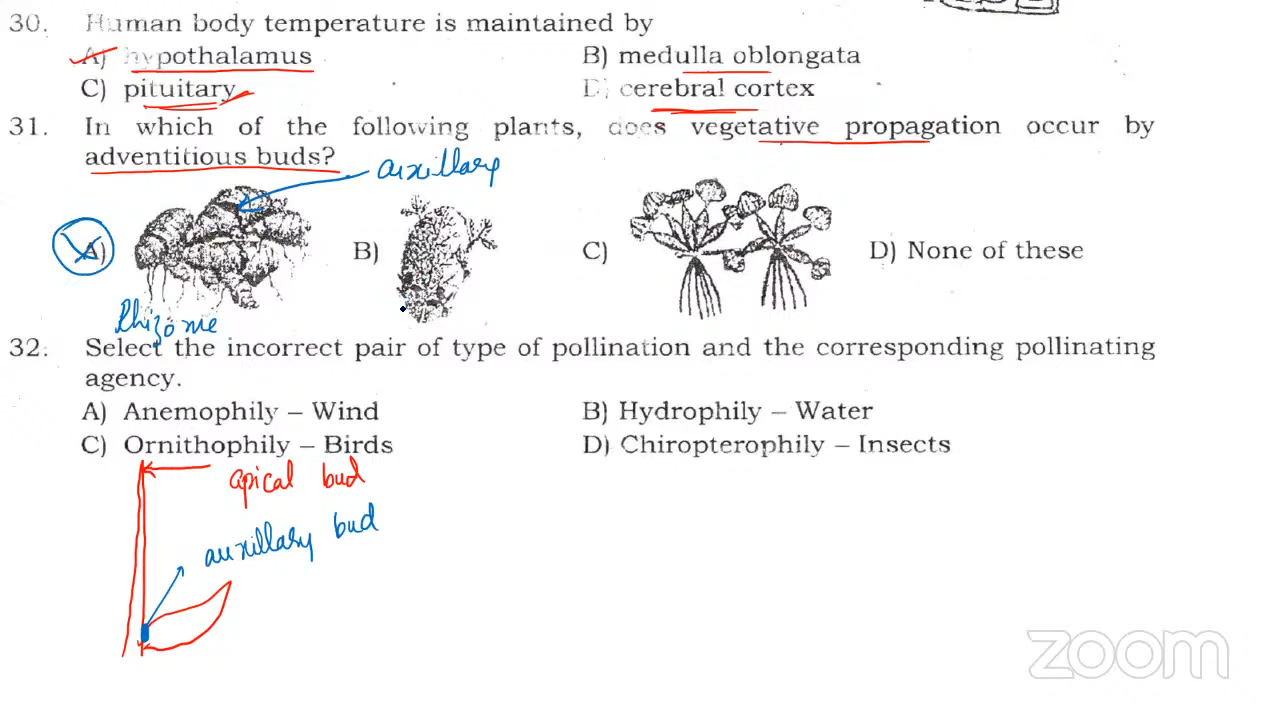 30. Human body temperature is maintained by
A) hypothalamus B) medulla oblongata
C) pituitary D) cerebral cortex
31. In which of the following plants, does vegetative propagation occur by
adventitious buds?
auxillary
A) B) C) D) None of these
Rhizome
32. Select the incorrect pair of type of pollination and the corresponding pollinating
agency.
A) Anemophily – Wind B) Hydrophily – Water
C) Ornithophily – Birds D) Chiropterophily – Insects
apical bud
auxillary bud
zoom